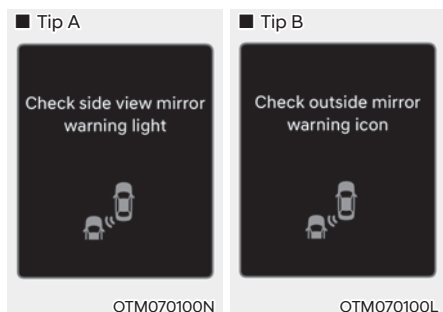 ■ Tip A
Check side view mirror
warning light
OTM070100N
■ Tip B
Check outside mirror
warning icon
OTM070100L